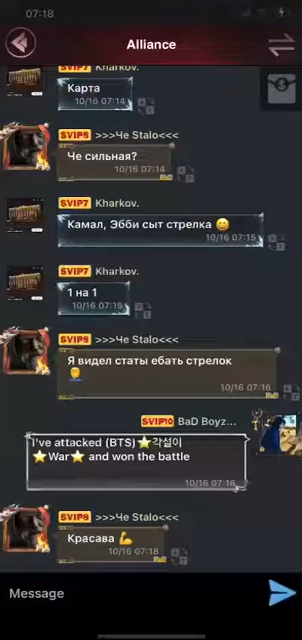 07:18
Alliance
SVIP7 Kharkov.
Карта
10/16 07:14
SVIP6 >>>Че Stalo<<<
Че сильная?
10/16 07:14
SVIP7 Kharkov.
Камал, Эбби сыт стрелка 😄
10/16 07:15
SVIP7 Kharkov.
1 на 1
10/16 07:15
SVIP6 >>>Че Stalo<<<
Я видел статы ебать стрелок
🤦‍♂️
10/16 07:16
SVIP10 BaD Boyz...
I've attacked (BTS)⭐각설이
⭐War⭐ and won the battle
10/16 07:16
SVIP6 >>>Че Stalo<<<
Красава 💪
10/16 07:18
Message